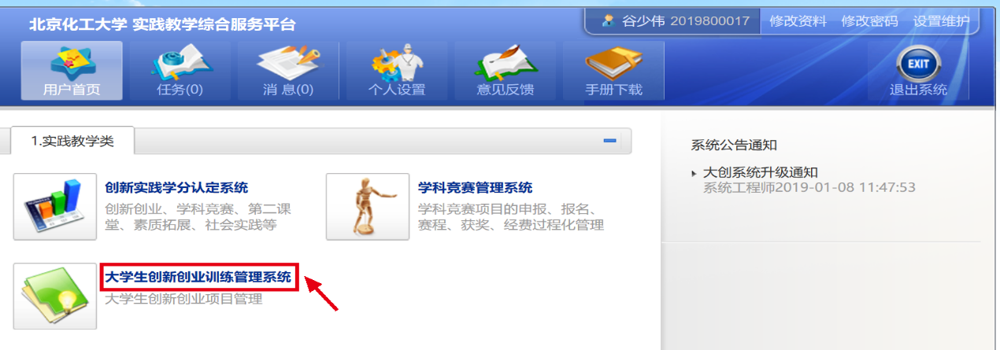 北京化工大学 实践教学综合服务平台
谷少伟 2019800017 修改资料 修改密码 设置维护
用户首页 任务(0) 消 息(0) 个人设置 意见反馈 手册下载 EXIT 退出系统
1.实践教学类
创新实践学分认定系统
创新创业、学科竞赛、第二课
堂、素质拓展、社会实践等
学科竞赛管理系统
学科竞赛项目的申报、报名、
赛程、获奖、经费过程化管理
大学生创新创业训练管理系统
大学生创新创业项目管理
系统公告通知
大创系统升级通知
系统工程师2019-01-08 11:47:53